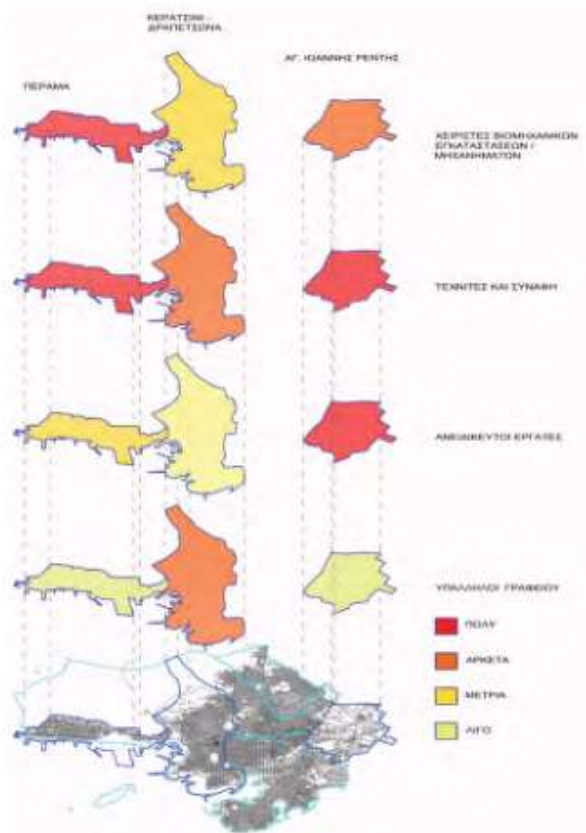 ΚΕΡΑΤΣΙΝΙ -
ΔΡΑΠΕΤΣΩΝΑ
ΑΓ. ΙΩΑΝΝΗΣ ΡΕΝΤΗΣ
ΠΕΡΑΜΑ
ΧΕΙΡΙΣΤΕΣ ΒΙΟΜΗΧΑΝΙΚΩΝ
ΕΓΚΑΤΑΣΤΑΣΕΩΝ /
ΜΗΧΑΝΗΜΑΤΩΝ
ΤΕΧΝΙΤΕΣ ΚΑΙ ΣΥΝΑΦΗ
ΑΝΕΙΔΙΚΕΥΤΟΙ ΕΡΓΑΤΕΣ
ΥΠΑΛΛΗΛΟΙ ΓΡΑΦΕΙΟΥ
ΠΟΛΥ
ΑΡΚΕΤΑ
ΜΕΤΡΙΑ
ΛΙΓΟ